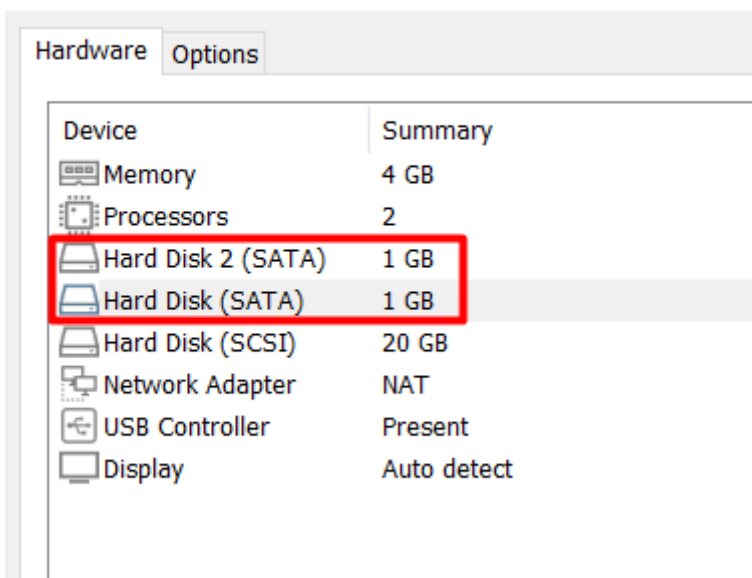 Hardware Options
Device Summary
Memory 4 GB
Processors 2
Hard Disk 2 (SATA) 1 GB
Hard Disk (SATA) 1 GB
Hard Disk (SCSI) 20 GB
Network Adapter NAT
USB Controller Present
Display Auto detect